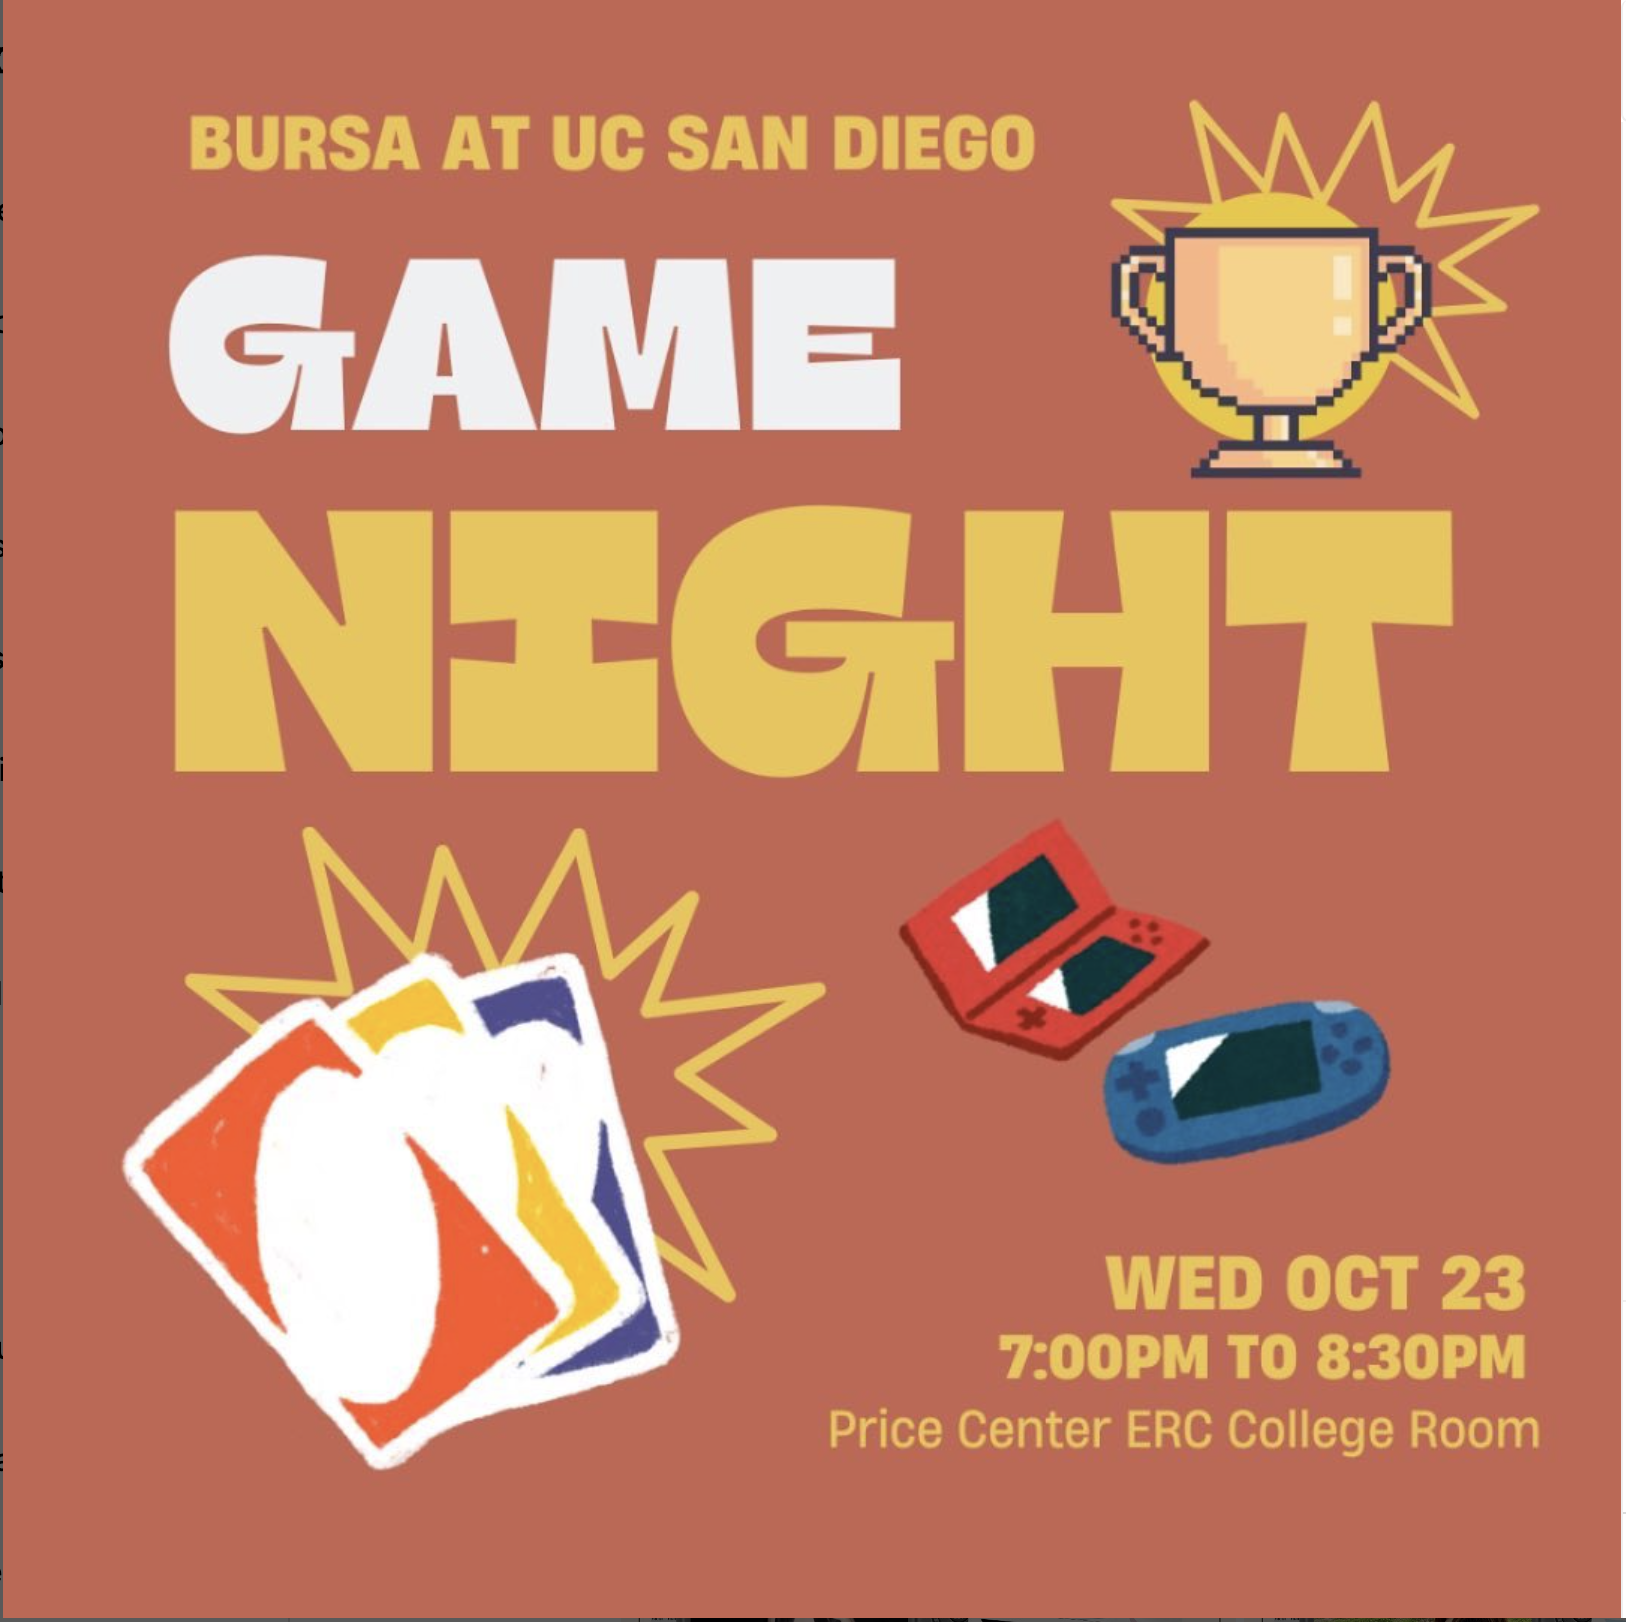 BURSA AT UC SAN DIEGO
GAME
NIGHT
WED OCT 23
7:00PM TO 8:30PM
Price Center ERC College Room